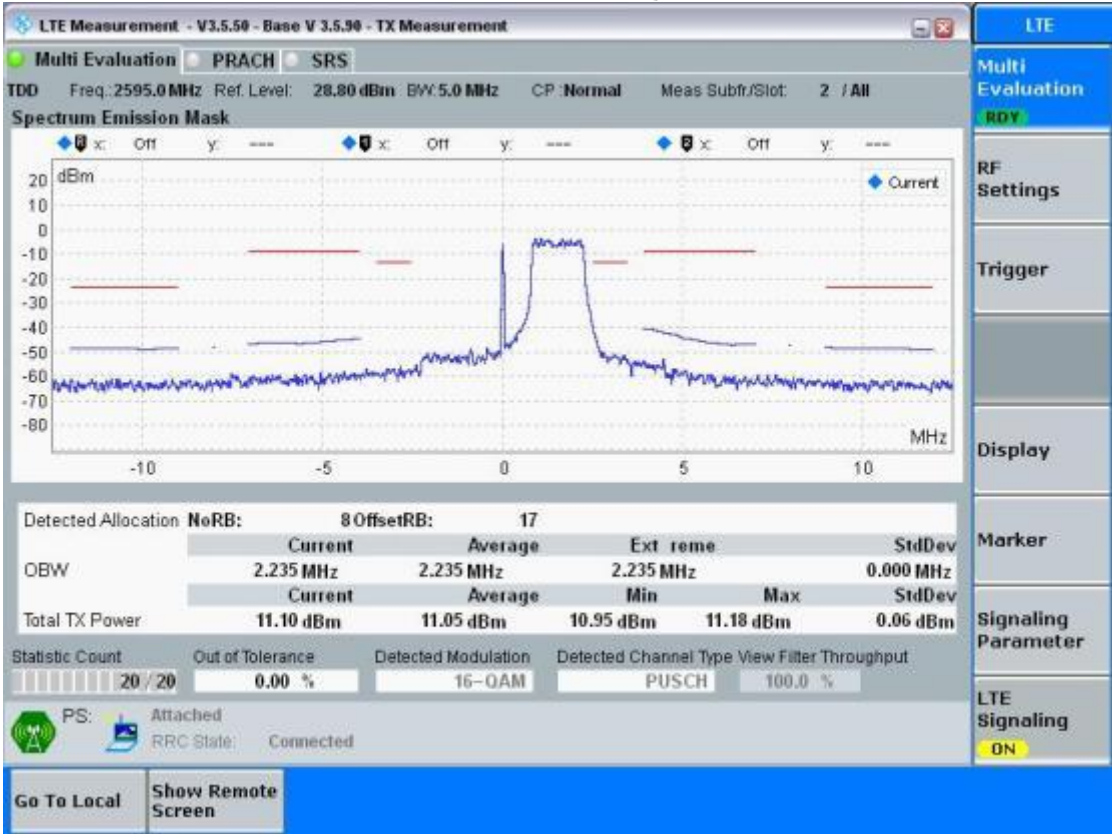 LTE Measurement - V3.5.50 - Base V 3.5.90 - TX Measurement
LTE
Multi Evaluation PRACH SRS
TDD Freq.:2595.0 MHz Ref. Level: 28.80 dBm BW:5.0 MHz CP :Normal Meas Subfr./Slot: 2 / All
Spectrum Emission Mask
x: Off y: --- x: Off y: --- x: Off y: ---
dBm
Current
20
10
0
-10
-20
-30
-40
-50
-60
-70
-80
MHz
-10 -5 0 5 10
Detected Allocation NoRB: 8 OffsetRB: 17
Current Average Ext reme StdDev
OBW 2.235 MHz 2.235 MHz 2.235 MHz 0.000 MHz
Current Average Min Max StdDev
Total TX Power 11.10 dBm 11.05 dBm 10.95 dBm 11.18 dBm 0.06 dBm
Statistic Count Out of Tolerance Detected Modulation Detected Channel Type View Filter Throughput
20 / 20 0.00 % 16-QAM PUSCH 100.0 %
PS: Attached
RRC State: Connected
Multi
Evaluation
RDY
RF
Settings
Trigger
Display
Marker
Signaling
Parameter
LTE
Signaling
ON
Go To Local
Show Remote
Screen